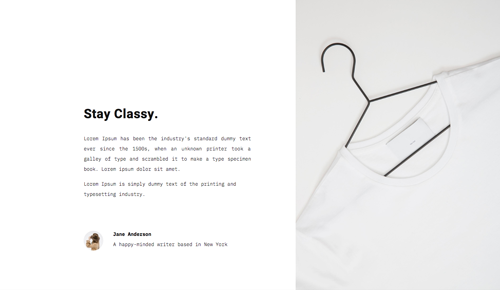 Stay Classy.
Lorem Ipsum has been the industry's standard dummy text
ever since the 1500s, when an unknown printer took a
galley of type and scrambled it to make a type specimen
book. Lorem ipsum dolor sit amet.
Lorem Ipsum is simply dummy text of the printing and
typesetting industry.
Jane Anderson
A happy-minded writer based in New York